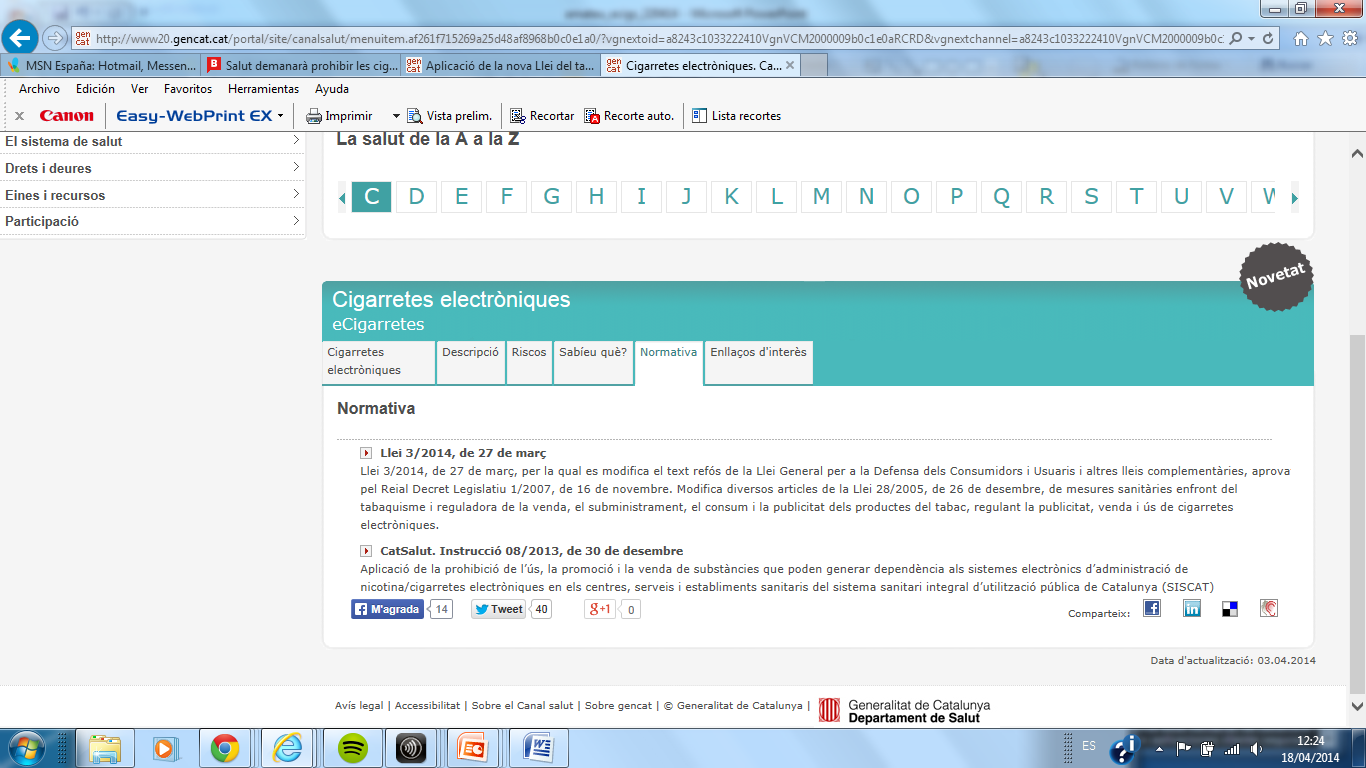 http://www20.gencat.cat/portal/site/canalsalut/menuitem.af261f715269a25d48af8968b0c0e1a0/?vgnextoid=a8243c1033222410VgnVCM2000009b0c1e0aRCRD&vgnextchannel=a8243c1033222410VgnVCM2000009b0c
MSN España: Hotmail, Messen...
Salut demanarà prohibir les cig...
gen cat
Aplicació de la nova Llei del ta...
gen cat
Cigarretes electròniques. Ca...
Archivo Edición Ver Favoritos Herramientas Ayuda
x Canon Easy-WebPrint EX Imprimir Vista prelim. Recortar Recorte auto. Lista recortes
El sistema de salut
Drets i deures
Eines i recursos
Participació
La salut de la A a la Z
C D E F G H I J K L M N O P Q R S T U V W
Novetat
Cigarretes electròniques
eCigarretes
Cigarretes electròniques
Descripció
Riscos
Sabíeu què?
Normativa
Enllaços d'interès
Normativa
Llei 3/2014, de 27 de març
Llei 3/2014, de 27 de març, per la qual es modifica el text refós de la Llei General per a la Defensa dels Consumidors i Usuaris i altres lleis complementàries, aprova
pel Reial Decret Legislatiu 1/2007, de 16 de novembre. Modifica diversos articles de la Llei 28/2005, de 26 de desembre, de mesures sanitàries enfront del
tabaquisme i reguladora de la venda, el subministrament, el consum i la publicitat dels productes del tabac, regulant la publicitat, venda i ús de cigarretes
electròniques.
CatSalut. Instrucció 08/2013, de 30 de desembre
Aplicació de la prohibició de l'ús, la promoció i la venda de substàncies que poden generar dependència als sistemes electrònics d'administració de
nicotina/cigarretes electròniques en els centres, serveis i establiments sanitaris del sistema sanitari integral d'utilització pública de Catalunya (SISCAT)
M'agrada 14 Tweet 40 g+1 0
Comparteix:
Data d'actualització: 03.04.2014
Avís legal | Accessibilitat | Sobre el Canal salut | Sobre gencat | © Generalitat de Catalunya |
Generalitat de Catalunya
Departament de Salut
ES
12:24
18/04/2014